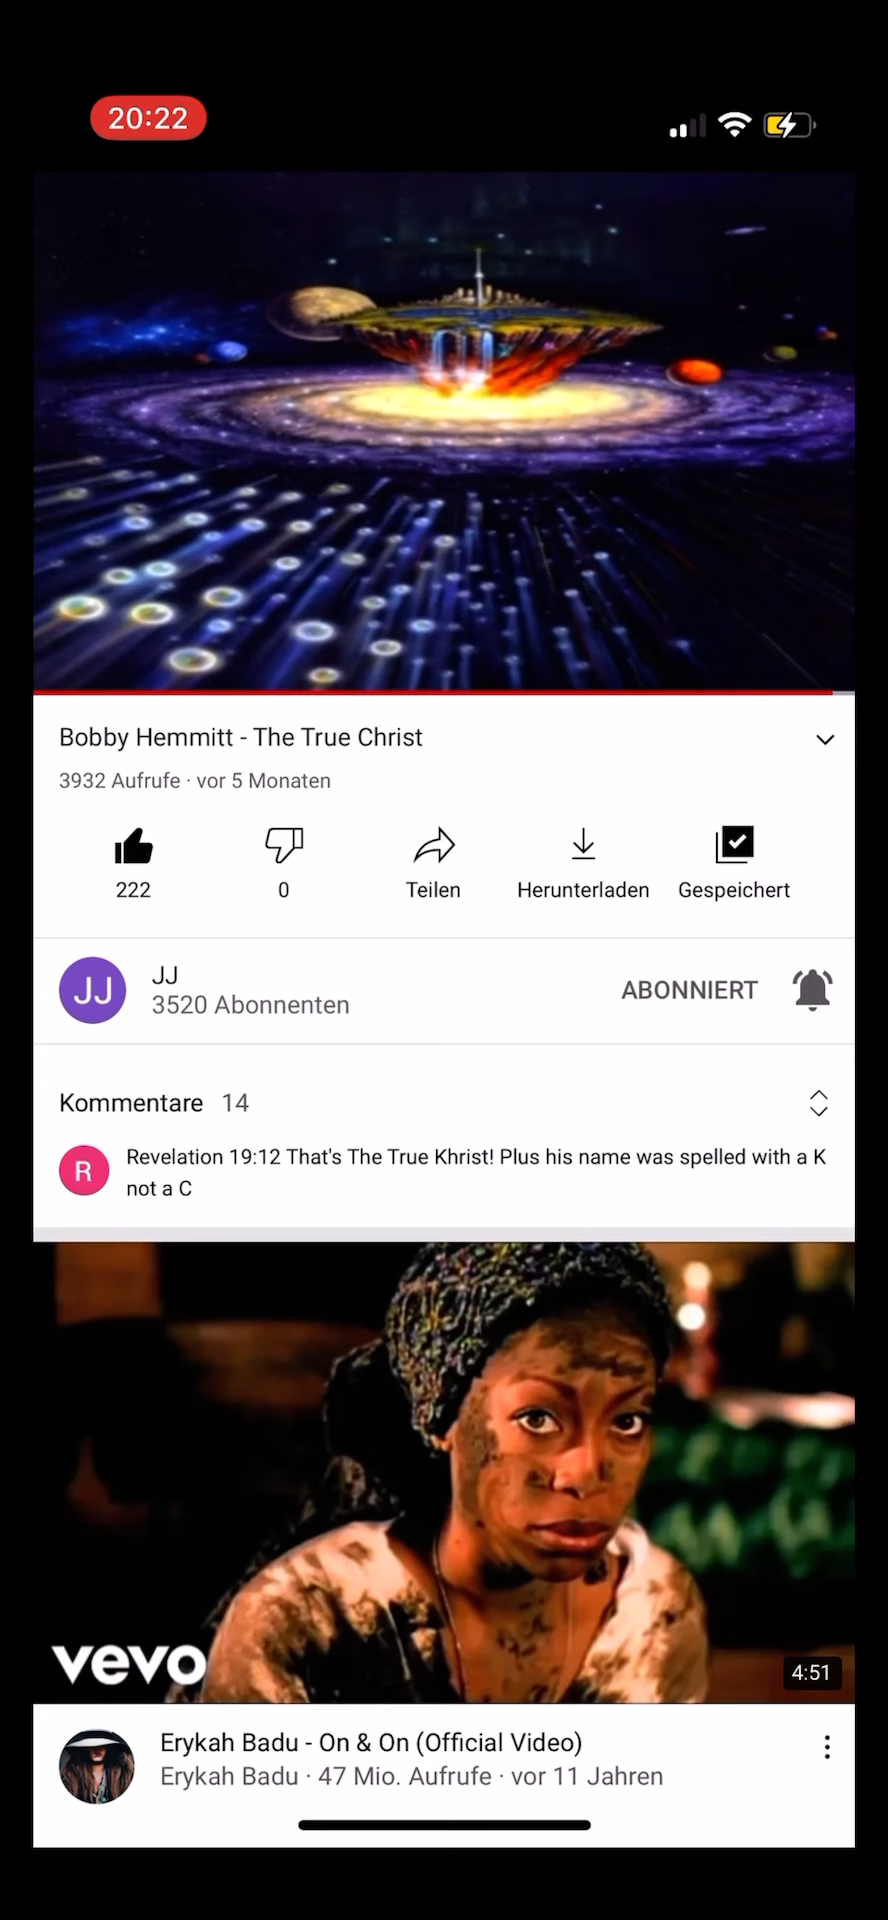 20:22
Bobby Hemmitt - The True Christ
3932 Aufrufe · vor 5 Monaten
222
0
Teilen
Herunterladen
Gespeichert
JJ
JJ
3520 Abonnenten
ABONNIERT
Kommentare 14
R
Revelation 19:12 That's The True Khrist! Plus his name was spelled with a K
not a C
vevo
4:51
Erykah Badu - On & On (Official Video)
Erykah Badu · 47 Mio. Aufrufe · vor 11 Jahren